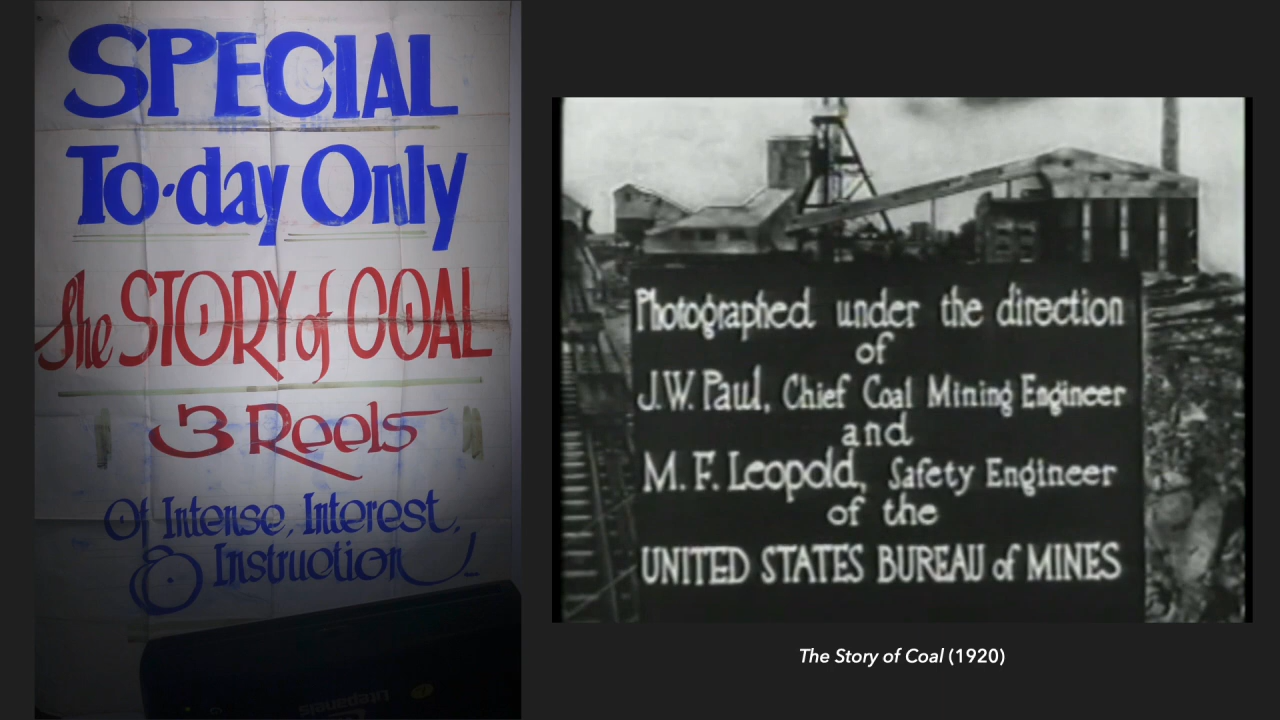 SPECIAL
To-day Only
The STORY of COAL
3 Reels
Of Intense, Interest,
& Instruction!
Litepanels
Photographed under the direction
of
J.W. Paul, Chief Coal Mining Engineer
and
M. F. Leopold, Safety Engineer
of the
UNITED STATES BUREAU of MINES
The Story of Coal (1920)